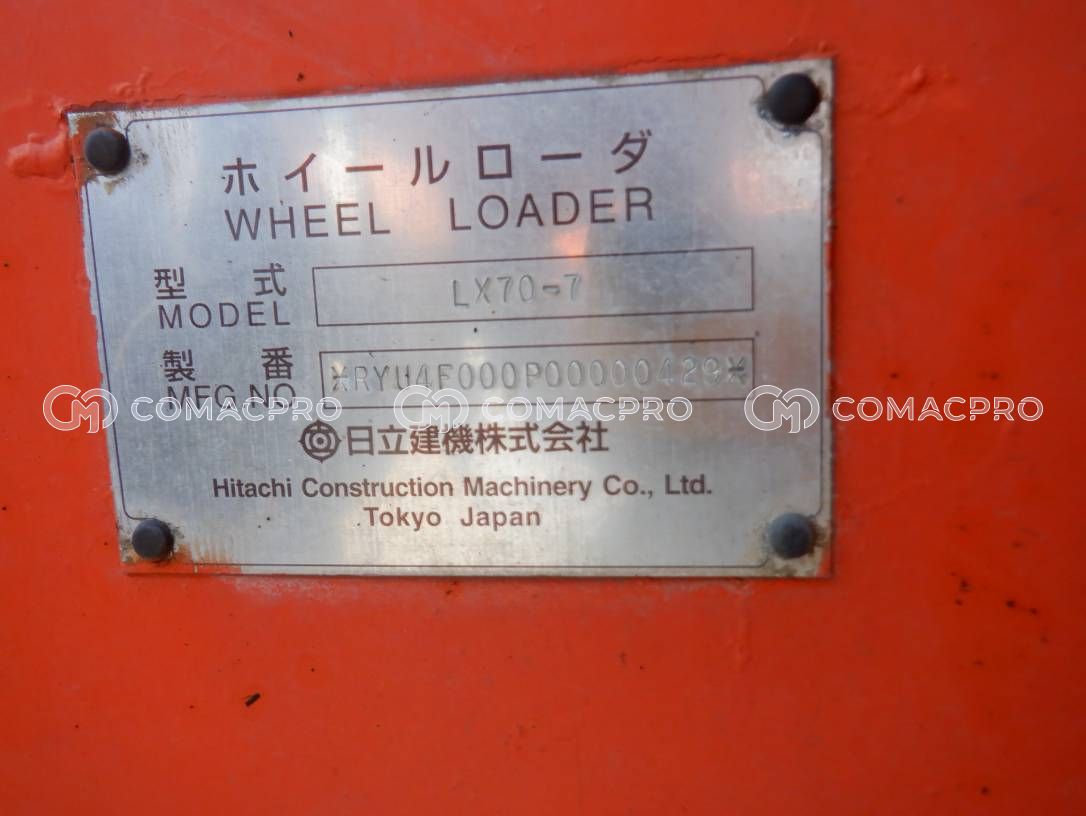 ホイールローダ
WHEEL LOADER
型式 LX70-7
MODEL
製番 *RYU4E000P00000429*
MFG.NO.
日立建機株式会社
Hitachi Construction Machinery Co., Ltd.
Tokyo Japan
COMACPRO COMACPRO COMACPRO